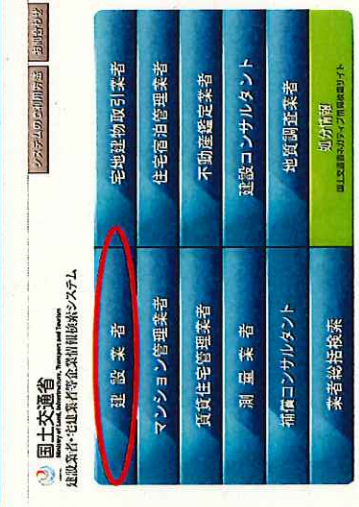 システムのご利用方法 お問合わせ
国土交通省
Ministry of Land, Infrastructure, Transport and Tourism
建設業者・宅建業者等企業情報検索システム
建設業者 宅地建物取引業者
マンション管理業者 住宅宿泊管理業者
賃貸住宅管理業者 不動産鑑定業者
測量業者 建設コンサルタント
補償コンサルタント 地質調査業者
業者総括検索 処分情報
国土交通省ネガティブ情報検索サイト